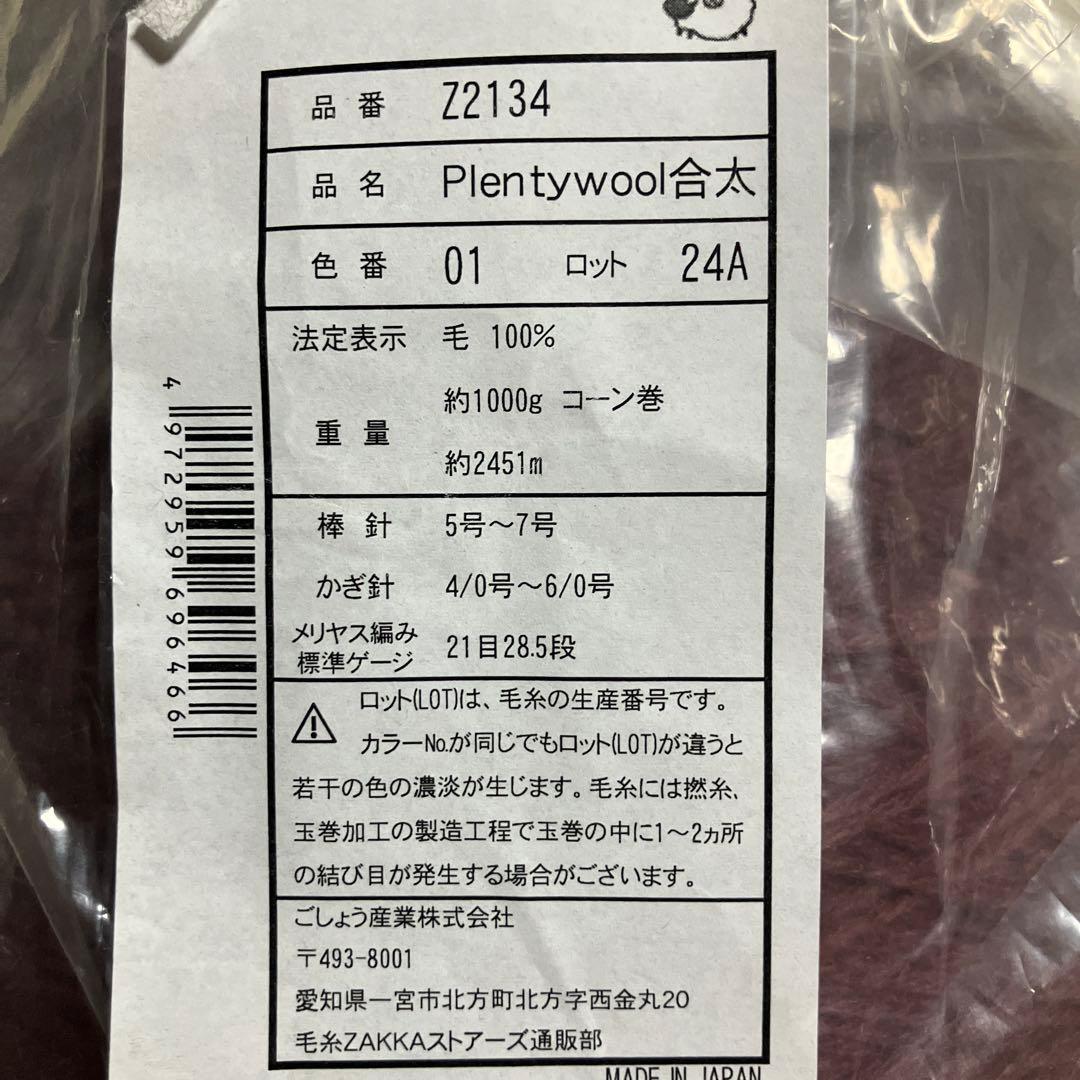 品番 Z2134
品名 Plentywool合太
色番 01 ロット 24A
法定表示 毛 100%
重量 約1000g コーン巻
約2451m
棒針 5号～7号
かぎ針 4/0号～6/0号
メリヤス編み
標準ゲージ 21目28.5段
ロット(LOT)は、毛糸の生産番号です。
カラーNo.が同じでもロット(LOT)が違うと
若干の色の濃淡が生じます。毛糸には撚糸、
玉巻加工の製造工程で玉巻の中に1～2ヵ所
の結び目が発生する場合がございます。
ごしょう産業株式会社
〒493-8001
愛知県一宮市北方町北方字西金丸20
毛糸ZAKKAストアーズ通販部
MADE IN JAPAN
4972959696466